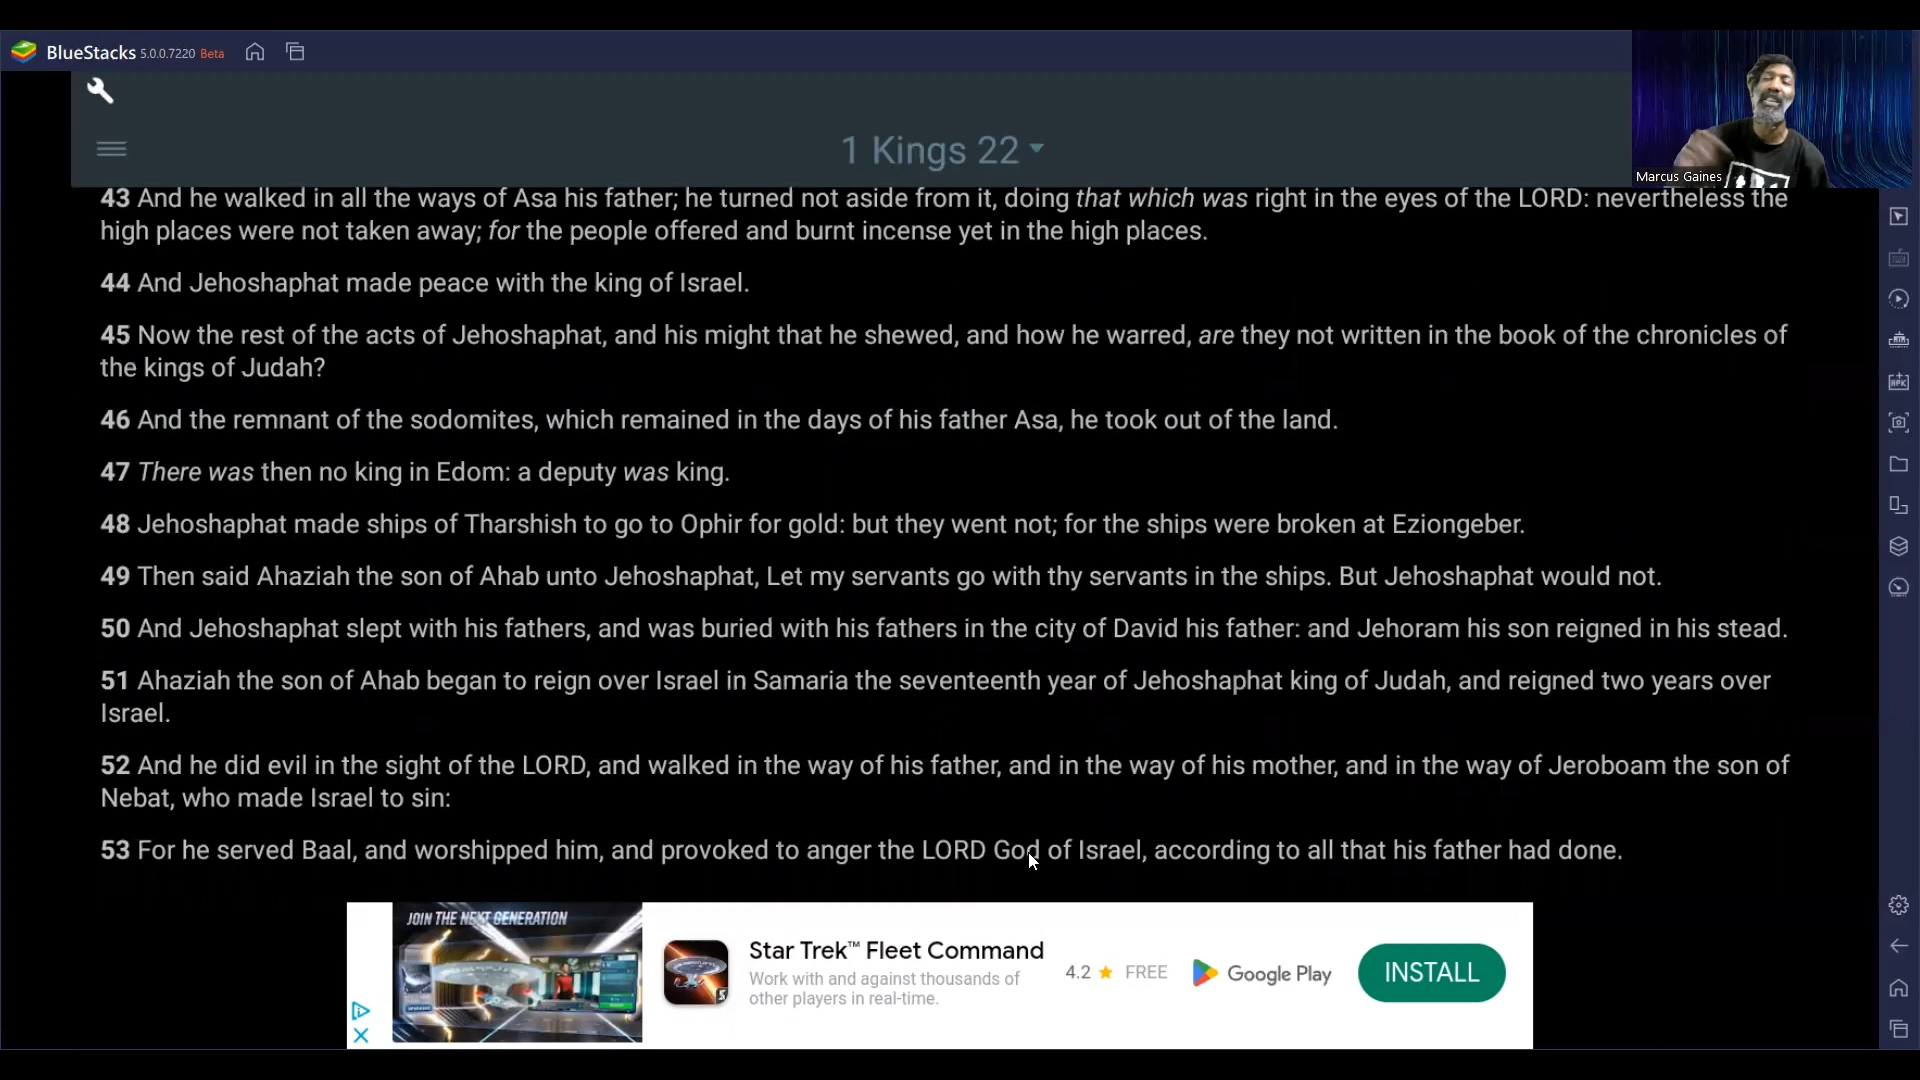 BlueStacks 5.0.0.7220 Beta
1 Kings 22
Marcus Gaines
43 And he walked in all the ways of Asa his father; he turned not aside from it, doing that which was right in the eyes of the LORD: nevertheless the
high places were not taken away; for the people offered and burnt incense yet in the high places.
44 And Jehoshaphat made peace with the king of Israel.
45 Now the rest of the acts of Jehoshaphat, and his might that he shewed, and how he warred, are they not written in the book of the chronicles of
the kings of Judah?
46 And the remnant of the sodomites, which remained in the days of his father Asa, he took out of the land.
47 There was then no king in Edom: a deputy was king.
48 Jehoshaphat made ships of Tharshish to go to Ophir for gold: but they went not; for the ships were broken at Eziongeber.
49 Then said Ahaziah the son of Ahab unto Jehoshaphat, Let my servants go with thy servants in the ships. But Jehoshaphat would not.
50 And Jehoshaphat slept with his fathers, and was buried with his fathers in the city of David his father: and Jehoram his son reigned in his stead.
51 Ahaziah the son of Ahab began to reign over Israel in Samaria the seventeenth year of Jehoshaphat king of Judah, and reigned two years over
Israel.
52 And he did evil in the sight of the LORD, and walked in the way of his father, and in the way of his mother, and in the way of Jeroboam the son of
Nebat, who made Israel to sin:
53 For he served Baal, and worshipped him, and provoked to anger the LORD God of Israel, according to all that his father had done.
JOIN THE NEXT GENERATION
Star Trek™ Fleet Command
Work with and against thousands of
other players in real-time.
4.2 ★ FREE
Google Play
INSTALL